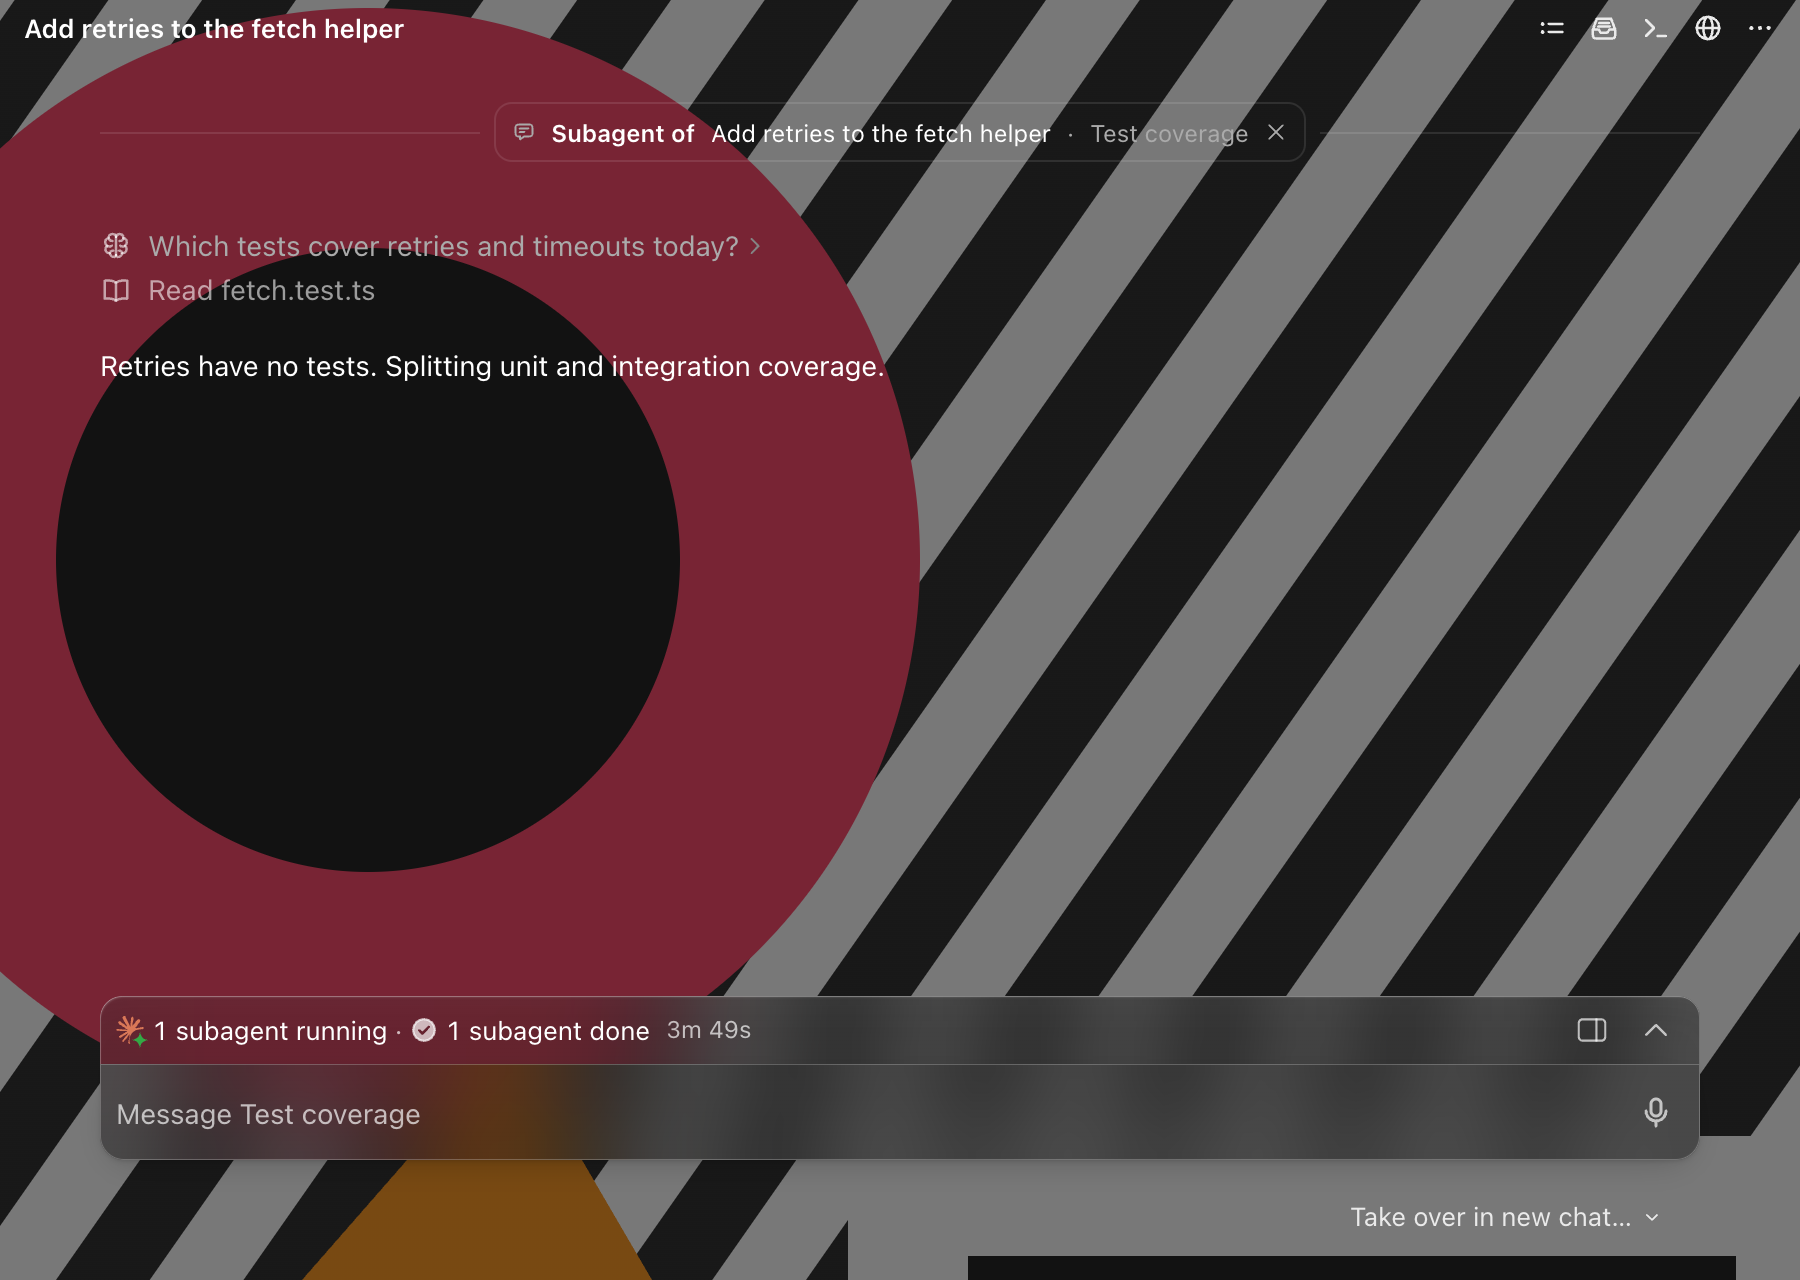 Add retries to the fetch helper
Subagent of Add retries to the fetch helper · Test coverage
Which tests cover retries and timeouts today?
Read fetch.test.ts
Retries have no tests. Splitting unit and integration coverage.
1 subagent running · 1 subagent done 3m 49s
Message Test coverage
Take over in new chat...